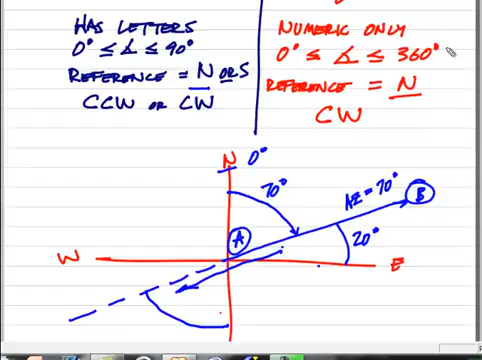 HAS LETTERS
0° ≤ ∡ ≤ 90°
REFERENCE = N OR S
CCW OR CW
NUMERIC ONLY
0° ≤ ∡ ≤ 360°
REFERENCE = N
CW
N 0°
70°
AZ = 70°
B
A
20°
W
E